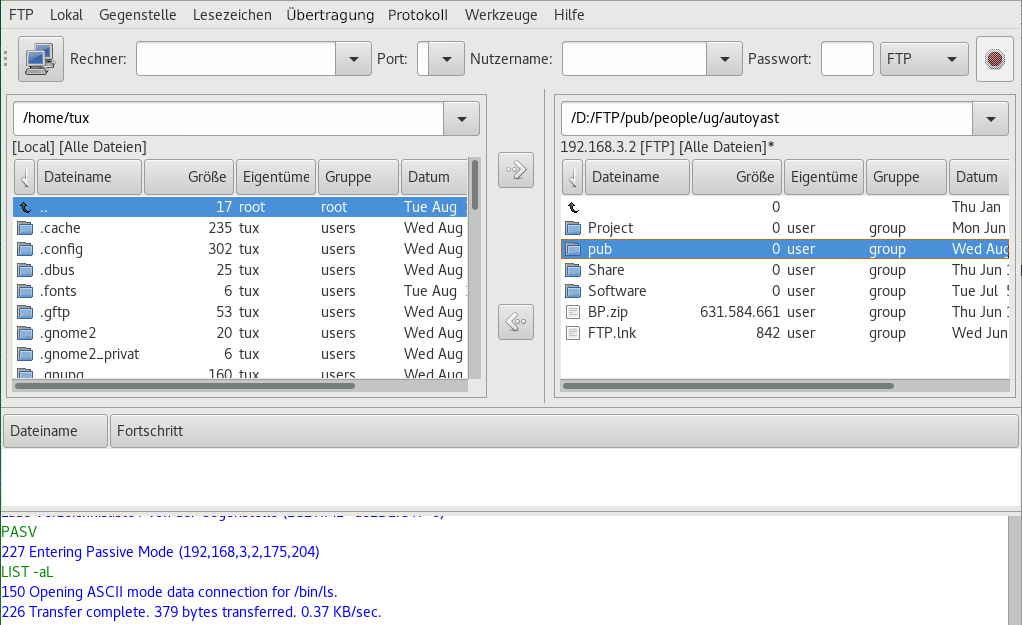 FTP Lokal Gegenstelle Lesezeichen Übertragung Protokoll Werkzeuge Hilfe
Rechner: Port: Nutzername: Passwort: FTP
/home/tux
[Local] [Alle Dateien]
Dateiname Größe Eigentüme Gruppe Datum
.. 17 root root Tue Aug
.cache 235 tux users Wed Aug
.config 302 tux users Wed Aug
.dbus 25 tux users Wed Aug
.fonts 6 tux users Tue Aug
.gftp 53 tux users Wed Aug
.gnome2 20 tux users Wed Aug
.gnome2_privat 6 tux users Wed Aug
.gnupg 160 tux users Wed Aug
/D:/FTP/pub/people/ug/autoyast
192.168.3.2 [FTP] [Alle Dateien]*
Dateiname Größe Eigentüme Gruppe Datum
0 Thu Jan
Project 0 user group Mon Jun
pub 0 user group Wed Aug
Share 0 user group Thu Jun
Software 0 user group Tue Jul
BP.zip 631.584.661 user group Thu Jun
FTP.lnk 842 user group Wed Jun
Dateiname Fortschritt
PASV
227 Entering Passive Mode (192,168,3,2,175,204)
LIST -aL
150 Opening ASCII mode data connection for /bin/ls.
226 Transfer complete. 379 bytes transferred. 0.37 KB/sec.